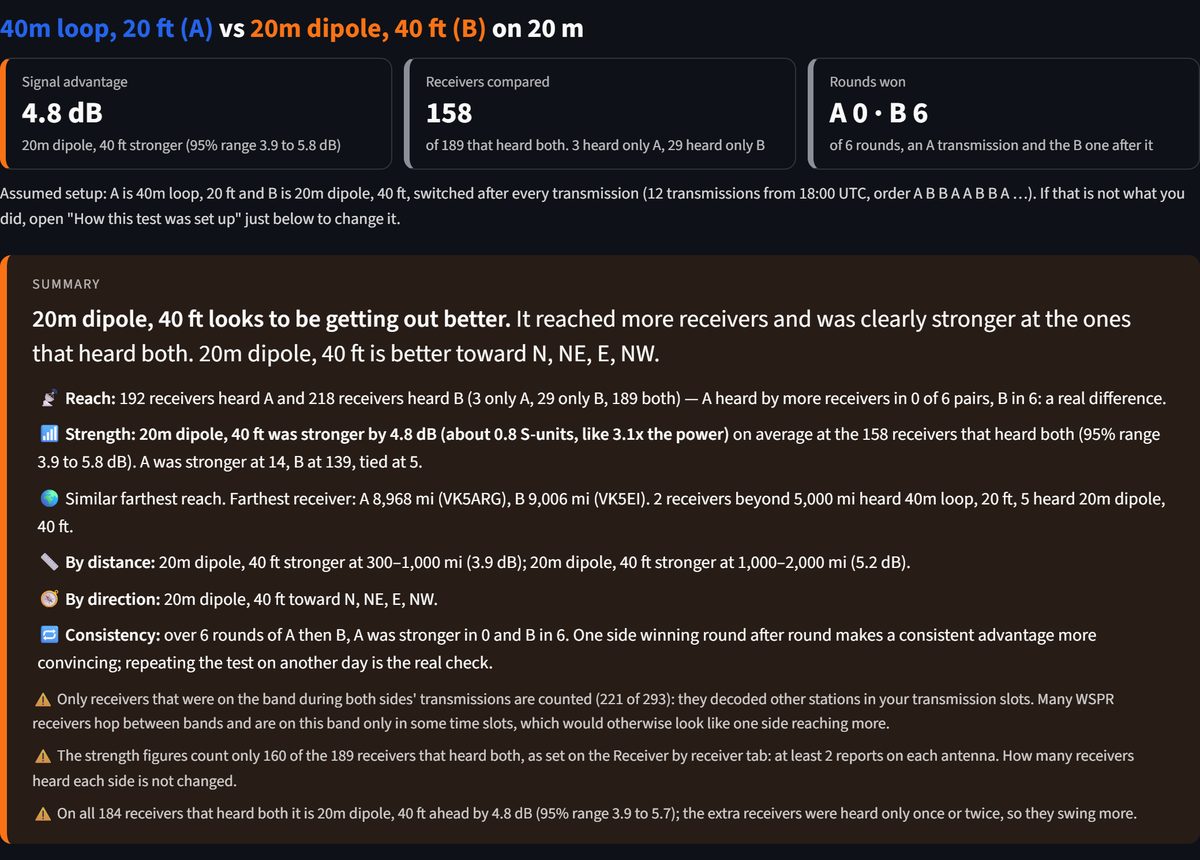 40m loop, 20 ft (A) vs 20m dipole, 40 ft (B) on 20 m
Signal advantage
4.8 dB
20m dipole, 40 ft stronger (95% range 3.9 to 5.8 dB)
Receivers compared
158
of 189 that heard both. 3 heard only A, 29 heard only B
Rounds won
A 0 · B 6
of 6 rounds, an A transmission and the B one after it
Assumed setup: A is 40m loop, 20 ft and B is 20m dipole, 40 ft, switched after every transmission (12 transmissions from 18:00 UTC, order A B B A A B B A …). If that is not what you
did, open "How this test was set up" just below to change it.
SUMMARY
20m dipole, 40 ft looks to be getting out better. It reached more receivers and was clearly stronger at the ones
that heard both. 20m dipole, 40 ft is better toward N, NE, E, NW.
Reach: 192 receivers heard A and 218 receivers heard B (3 only A, 29 only B, 189 both) — A heard by more receivers in 0 of 6 pairs, B in 6: a real difference.
Strength: 20m dipole, 40 ft was stronger by 4.8 dB (about 0.8 S-units, like 3.1x the power) on average at the 158 receivers that heard both (95% range
3.9 to 5.8 dB). A was stronger at 14, B at 139, tied at 5.
Similar farthest reach. Farthest receiver: A 8,968 mi (VK5ARG), B 9,006 mi (VK5EI). 2 receivers beyond 5,000 mi heard 40m loop, 20 ft, 5 heard 20m dipole,
40 ft.
By distance: 20m dipole, 40 ft stronger at 300–1,000 mi (3.9 dB); 20m dipole, 40 ft stronger at 1,000–2,000 mi (5.2 dB).
By direction: 20m dipole, 40 ft toward N, NE, E, NW.
Consistency: over 6 rounds of A then B, A was stronger in 0 and B in 6. One side winning round after round makes a consistent advantage more
convincing; repeating the test on another day is the real check.
Only receivers that were on the band during both sides' transmissions are counted (221 of 293): they decoded other stations in your transmission slots. Many WSPR
receivers hop between bands and are on this band only in some time slots, which would otherwise look like one side reaching more.
The strength figures count only 160 of the 189 receivers that heard both, as set on the Receiver by receiver tab: at least 2 reports on each antenna. How many receivers
heard each side is not changed.
On all 184 receivers that heard both it is 20m dipole, 40 ft ahead by 4.8 dB (95% range 3.9 to 5.7); the extra receivers were heard only once or twice, so they swing more.